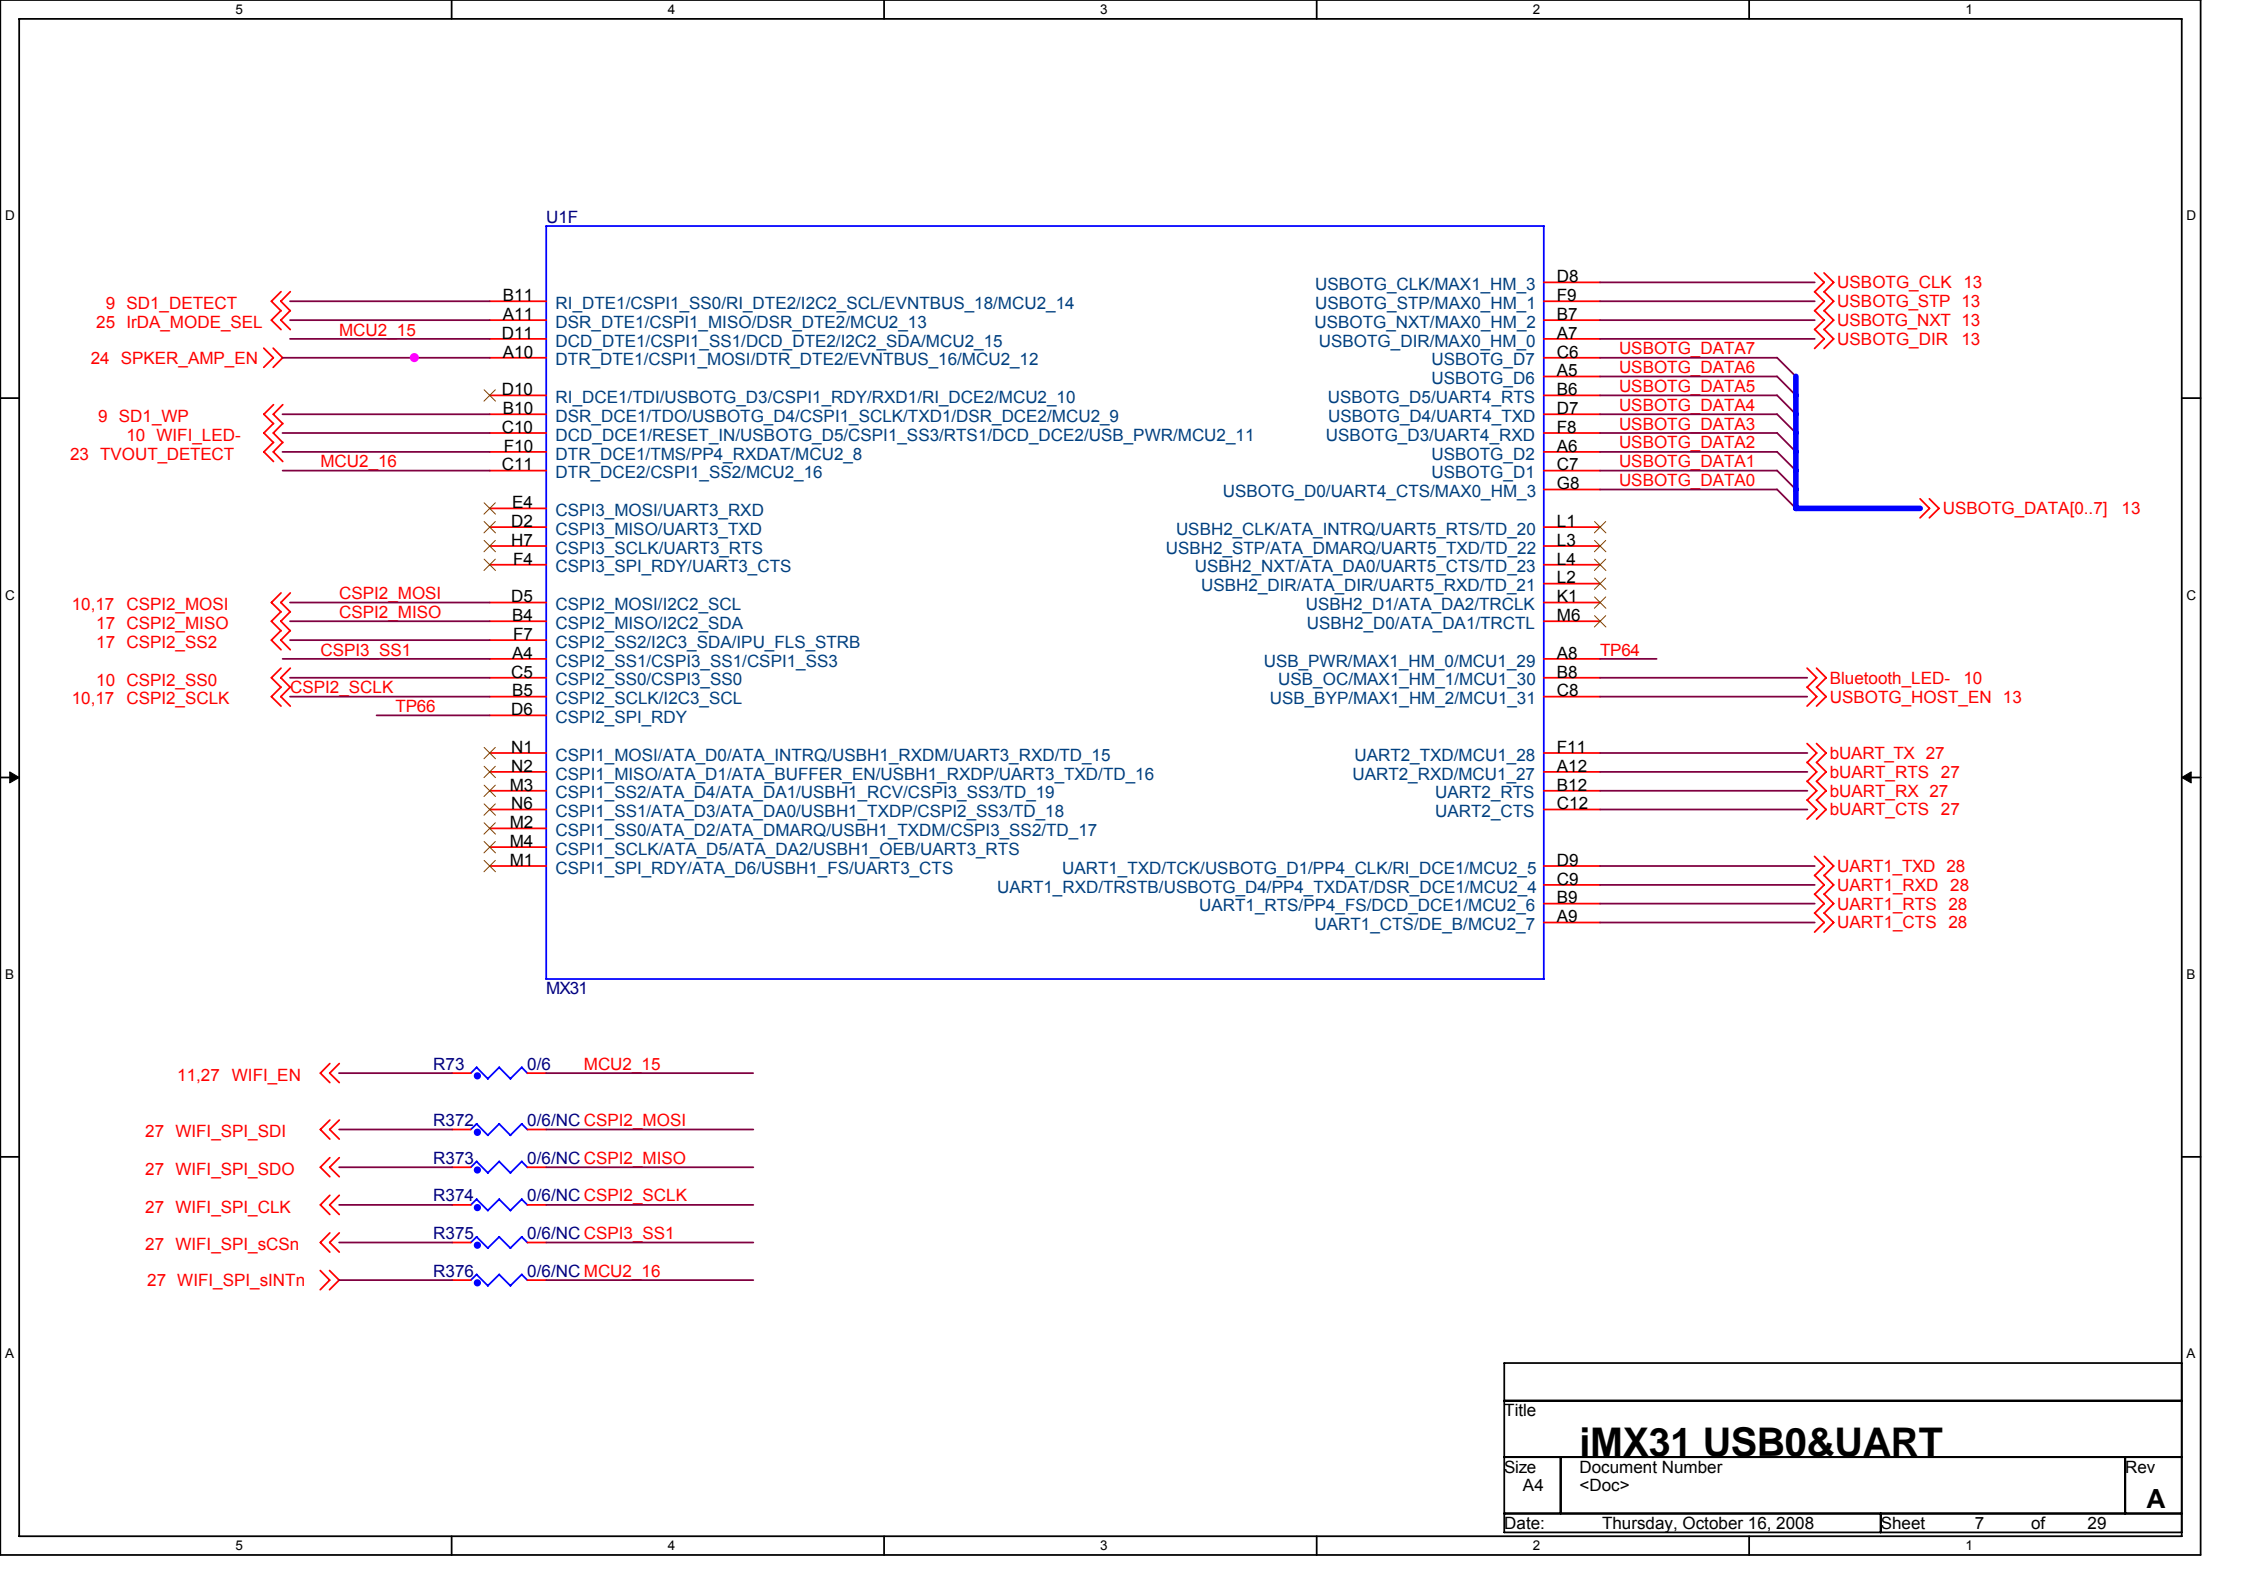 5 4 3 2 1
D D
C C
B B
A A
U1F
9 SD1_DETECT B11 RI_DTE1/CSPI1_SS0/RI_DTE2/I2C2_SCL/EVNTBUS_18/MCU2_14
25 IrDA_MODE_SEL A11 DSR_DTE1/CSPI1_MISO/DSR_DTE2/MCU2_13
MCU2_15 D11 DCD_DTE1/CSPI1_SS1/DCD_DTE2/I2C2_SDA/MCU2_15
24 SPKER_AMP_EN A10 DTR_DTE1/CSPI1_MOSI/DTR_DTE2/EVNTBUS_16/MCU2_12
D10 RI_DCE1/TDI/USBOTG_D3/CSPI1_RDY/RXD1/RI_DCE2/MCU2_10
9 SD1_WP B10 DSR_DCE1/TDO/USBOTG_D4/CSPI1_SCLK/TXD1/DSR_DCE2/MCU2_9
10 WIFI_LED- C10 DCD_DCE1/RESET_IN/USBOTG_D5/CSPI1_SS3/RTS1/DCD_DCE2/USB_PWR/MCU2_11
23 TVOUT_DETECT F10 DTR_DCE1/TMS/PP4_RXDAT/MCU2_8
MCU2_16 C11 DTR_DCE2/CSPI1_SS2/MCU2_16
E4 CSPI3_MOSI/UART3_RXD
D2 CSPI3_MISO/UART3_TXD
H7 CSPI3_SCLK/UART3_RTS
F4 CSPI3_SPI_RDY/UART3_CTS
10,17 CSPI2_MOSI CSPI2_MOSI D5 CSPI2_MOSI/I2C2_SCL
17 CSPI2_MISO CSPI2_MISO B4 CSPI2_MISO/I2C2_SDA
17 CSPI2_SS2 F7 CSPI2_SS2/I2C3_SDA/IPU_FLS_STRB
CSPI3_SS1 A4 CSPI2_SS1/CSPI3_SS1/CSPI1_SS3
10 CSPI2_SS0 C5 CSPI2_SS0/CSPI3_SS0
10,17 CSPI2_SCLK CSPI2_SCLK B5 CSPI2_SCLK/I2C3_SCL
TP66 D6 CSPI2_SPI_RDY
N1 CSPI1_MOSI/ATA_D0/ATA_INTRQ/USBH1_RXDM/UART3_RXD/TD_15
N2 CSPI1_MISO/ATA_D1/ATA_BUFFER_EN/USBH1_RXDP/UART3_TXD/TD_16
M3 CSPI1_SS2/ATA_D4/ATA_DA1/USBH1_RCV/CSPI3_SS3/TD_19
N6 CSPI1_SS1/ATA_D3/ATA_DA0/USBH1_TXDP/CSPI2_SS3/TD_18
M2 CSPI1_SS0/ATA_D2/ATA_DMARQ/USBH1_TXDM/CSPI3_SS2/TD_17
M4 CSPI1_SCLK/ATA_D5/ATA_DA2/USBH1_OEB/UART3_RTS
M1 CSPI1_SPI_RDY/ATA_D6/USBH1_FS/UART3_CTS
USBOTG_CLK/MAX1_HM_3 D8 USBOTG_CLK 13
USBOTG_STP/MAX0_HM_1 F9 USBOTG_STP 13
USBOTG_NXT/MAX0_HM_2 B7 USBOTG_NXT 13
USBOTG_DIR/MAX0_HM_0 A7 USBOTG_DIR 13
USBOTG_D7 C6 USBOTG_DATA7
USBOTG_D6 A5 USBOTG_DATA6
USBOTG_D5/UART4_RTS B6 USBOTG_DATA5
USBOTG_D4/UART4_TXD D7 USBOTG_DATA4
USBOTG_D3/UART4_RXD F8 USBOTG_DATA3
USBOTG_D2 A6 USBOTG_DATA2
USBOTG_D1 C7 USBOTG_DATA1
USBOTG_D0/UART4_CTS/MAX0_HM_3 G8 USBOTG_DATA0
USBOTG_DATA[0..7] 13
USBH2_CLK/ATA_INTRQ/UART5_RTS/TD_20 L1
USBH2_STP/ATA_DMARQ/UART5_TXD/TD_22 L3
USBH2_NXT/ATA_DA0/UART5_CTS/TD_23 L4
USBH2_DIR/ATA_DIR/UART5_RXD/TD_21 L2
USBH2_D1/ATA_DA2/TRCLK K1
USBH2_D0/ATA_DA1/TRCTL M6
USB_PWR/MAX1_HM_0/MCU1_29 A8 TP64
USB_OC/MAX1_HM_1/MCU1_30 B8 Bluetooth_LED- 10
USB_BYP/MAX1_HM_2/MCU1_31 C8 USBOTG_HOST_EN 13
UART2_TXD/MCU1_28 F11 bUART_TX 27
UART2_RXD/MCU1_27 A12 bUART_RTS 27
UART2_RTS B12 bUART_RX 27
UART2_CTS C12 bUART_CTS 27
UART1_TXD/TCK/USBOTG_D1/PP4_CLK/RI_DCE1/MCU2_5 D9 UART1_TXD 28
UART1_RXD/TRSTB/USBOTG_D4/PP4_TXDAT/DSR_DCE1/MCU2_4 C9 UART1_RXD 28
UART1_RTS/PP4_FS/DCD_DCE1/MCU2_6 B9 UART1_RTS 28
UART1_CTS/DE_B/MCU2_7 A9 UART1_CTS 28
MX31
11,27 WIFI_EN R73 0/6 MCU2_15
27 WIFI_SPI_SDI R372 0/6/NC CSPI2_MOSI
27 WIFI_SPI_SDO R373 0/6/NC CSPI2_MISO
27 WIFI_SPI_CLK R374 0/6/NC CSPI2_SCLK
27 WIFI_SPI_sCSn R375 0/6/NC CSPI3_SS1
27 WIFI_SPI_sINTn R376 0/6/NC MCU2_16
Title
iMX31 USB0&UART
Size Document Number Rev
A4 <Doc> A
Date: Thursday, October 16, 2008 Sheet 7 of 29
5 4 3 2 1